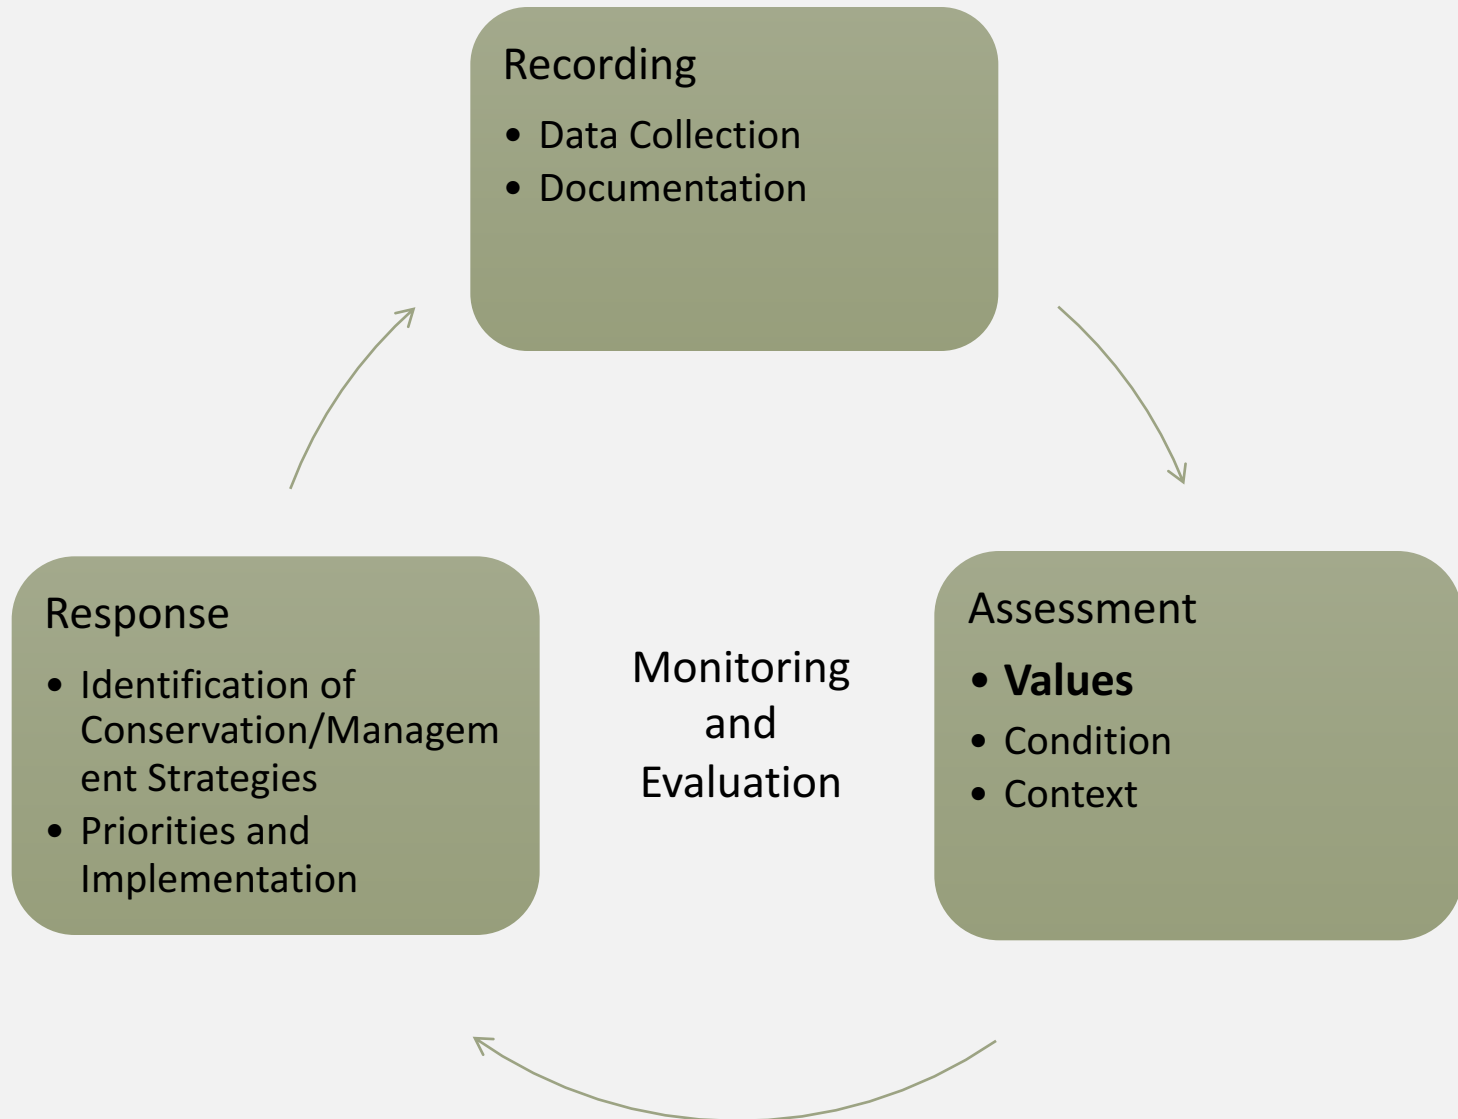 Recording
• Data Collection
• Documentation
Response
• Identification of
Conservation/Managem
ent Strategies
• Priorities and
Implementation
Monitoring
and
Evaluation
Assessment
• Values
• Condition
• Context